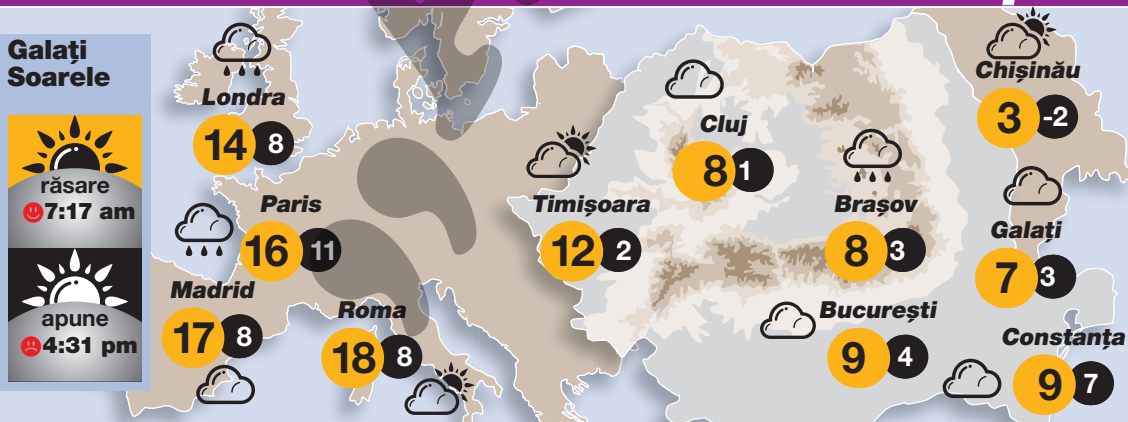 Galați
Soarele
răsare
7:17 am
apune
4:31 pm
Londra
14 8
Paris
16 11
Madrid
17 8
Roma
18 8
Timișoara
12 2
Cluj
8 1
Brașov
8 3
București
9 4
Chișinău
3 -2
Galați
7 3
Constanța
9 7